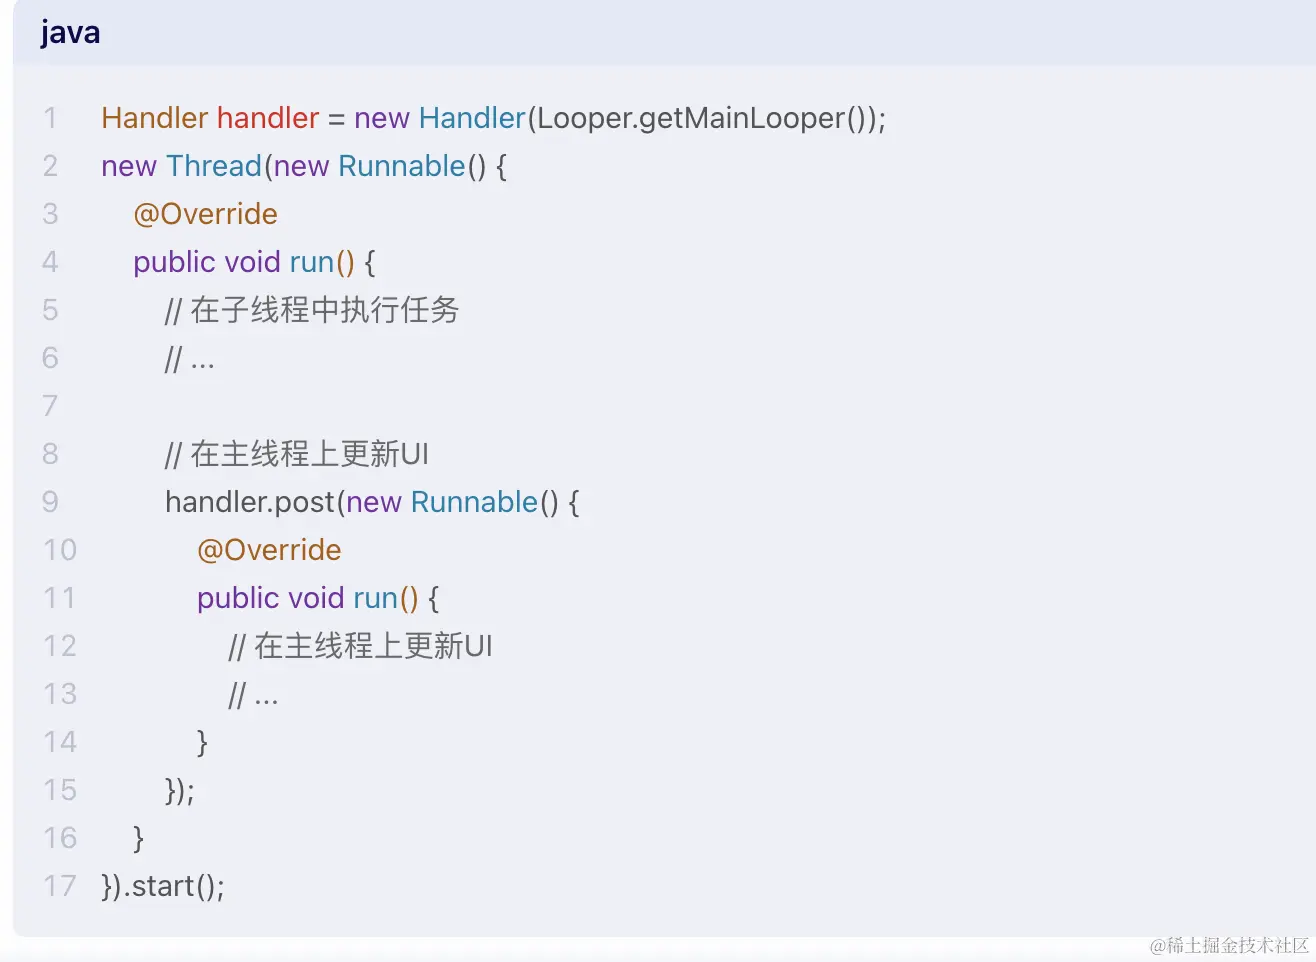 java
1 Handler handler = new Handler(Looper.getMainLooper());
2 new Thread(new Runnable() {
3 @Override
4 public void run() {
5 // 在子线程中执行任务
6 // ...
7
8 // 在主线程上更新UI
9 handler.post(new Runnable() {
10 @Override
11 public void run() {
12 // 在主线程上更新UI
13 // ...
14 }
15 });
16 }
17 }).start();
@稀土掘金技术社区